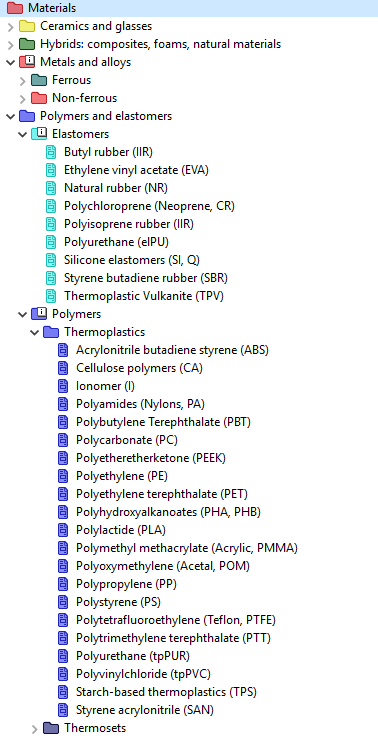 Materials
Ceramics and glasses
Hybrids: composites, foams, natural materials
Metals and alloys
Ferrous
Non-ferrous
Polymers and elastomers
Elastomers
Butyl rubber (IIR)
Ethylene vinyl acetate (EVA)
Natural rubber (NR)
Polychloroprene (Neoprene, CR)
Polyisoprene rubber (IIR)
Polyurethane (elPU)
Silicone elastomers (SI, Q)
Styrene butadiene rubber (SBR)
Thermoplastic Vulkanite (TPV)
Polymers
Thermoplastics
Acrylonitrile butadiene styrene (ABS)
Cellulose polymers (CA)
Ionomer (I)
Polyamides (Nylons, PA)
Polybutylene Terephthalate (PBT)
Polycarbonate (PC)
Polyetheretherketone (PEEK)
Polyethylene (PE)
Polyethylene terephthalate (PET)
Polyhydroxyalkanoates (PHA, PHB)
Polylactide (PLA)
Polymethyl methacrylate (Acrylic, PMMA)
Polyoxymethylene (Acetal, POM)
Polypropylene (PP)
Polystyrene (PS)
Polytetrafluoroethylene (Teflon, PTFE)
Polytrimethylene terephthalate (PTT)
Polyurethane (tpPUR)
Polyvinylchloride (tpPVC)
Starch-based thermoplastics (TPS)
Styrene acrylonitrile (SAN)
Thermosets